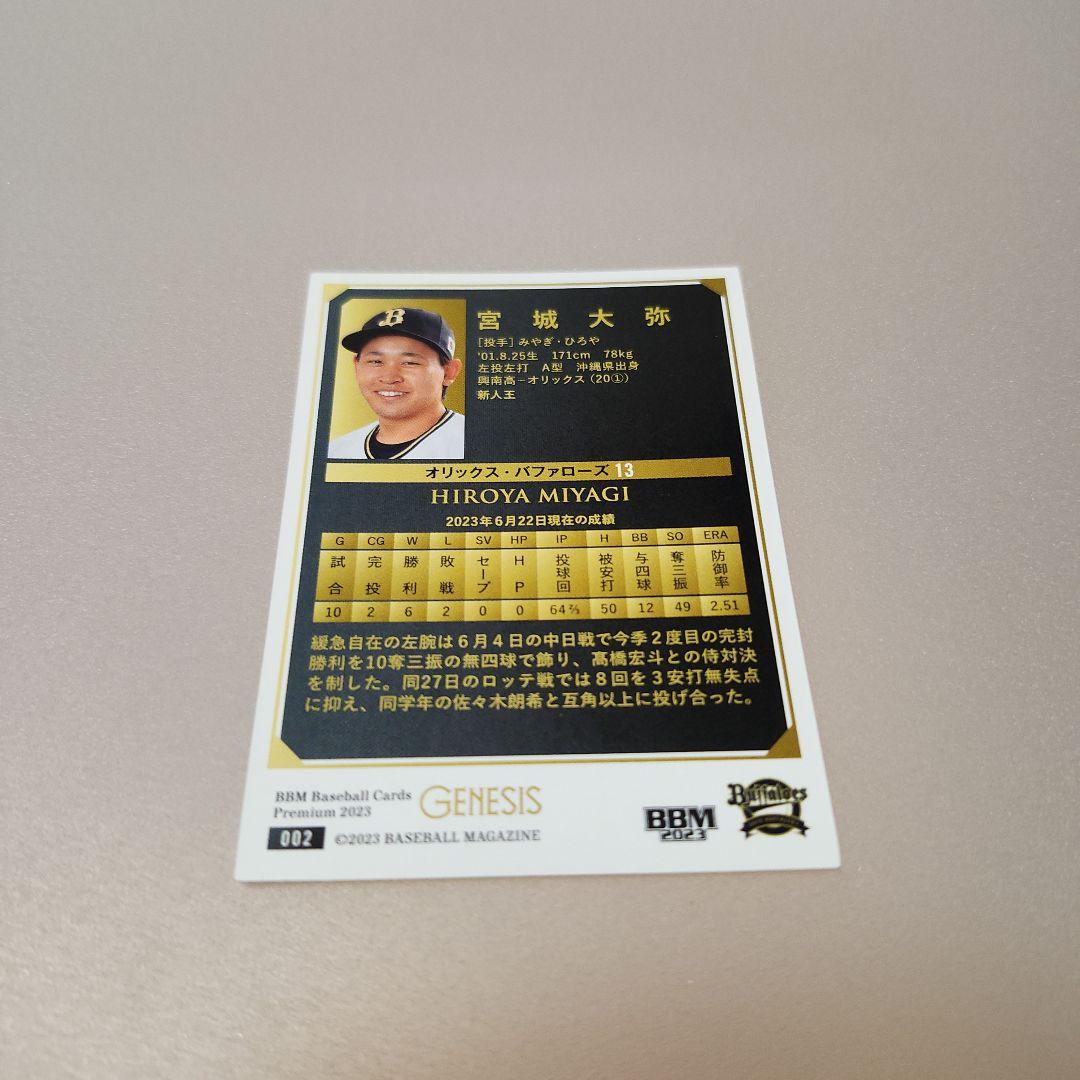 宮城大弥
[投手] みやぎ・ひろや
'01.8.25生 171cm 78kg
左投左打 A型 沖縄県出身
興南高－オリックス（20①）
新人王
B
オリックス・バファローズ 13
HIROYA MIYAGI
2023年6月22日現在の成績
G CG W L SV HP IP H BB SO ERA
試合 完投 勝利 敗戦 セーブ HP 投球回 被安打 与四球 奪三振 防御率
10 2 6 2 0 0 64⅔ 50 12 49 2.51
緩急自在の左腕は6月4日の中日戦で今季2度目の完封
勝利を10奪三振の無四球で飾り、髙橋宏斗との侍対決
を制した。同27日のロッテ戦では8回を3安打無失点
に抑え、同学年の佐々木朗希と互角以上に投げ合った。
BBM Baseball Cards
Premium 2023
GENESIS
002 ©2023 BASEBALL MAGAZINE
BBM
2023
Buffaloes